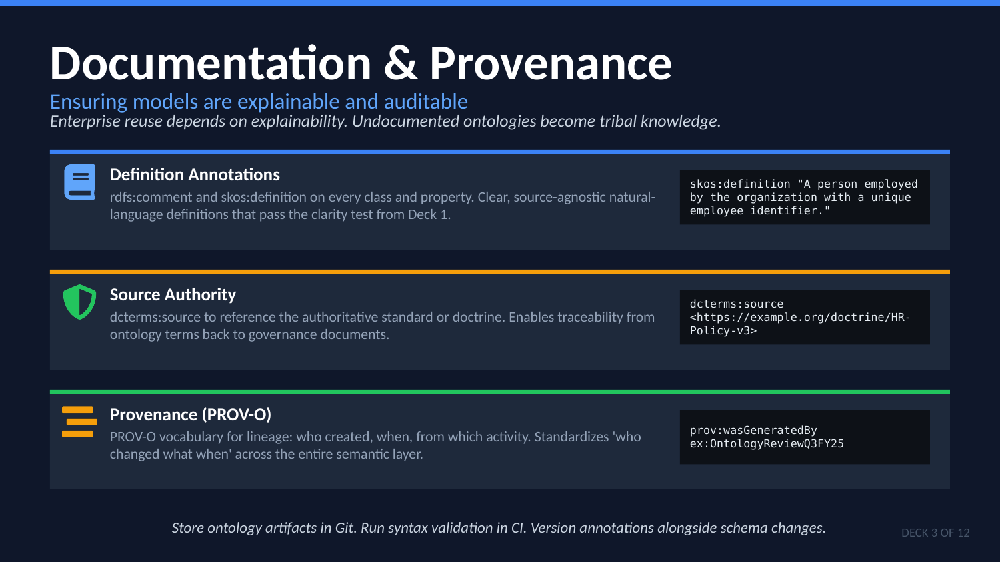 Documentation & Provenance
Ensuring models are explainable and auditable
Enterprise reuse depends on explainability. Undocumented ontologies become tribal knowledge.
Definition Annotations
rdfs:comment and skos:definition on every class and property. Clear, source-agnostic natural-
language definitions that pass the clarity test from Deck 1.
skos:definition "A person employed
by the organization with a unique
employee identifier."
Source Authority
dcterms:source to reference the authoritative standard or doctrine. Enables traceability from
ontology terms back to governance documents.
dcterms:source
<https://example.org/doctrine/HR-
Policy-v3>
Provenance (PROV-O)
PROV-O vocabulary for lineage: who created, when, from which activity. Standardizes 'who
changed what when' across the entire semantic layer.
prov:wasGeneratedBy
ex:OntologyReviewQ3FY25
Store ontology artifacts in Git. Run syntax validation in CI. Version annotations alongside schema changes.
DECK 3 OF 12